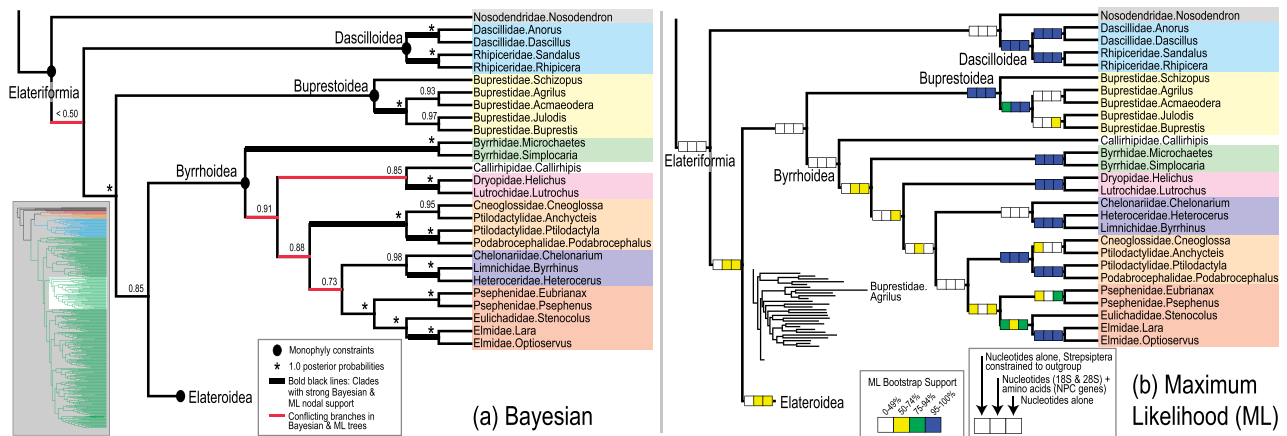 Nosodendridae.Nosodendron
Dascillidae.Anorus
Dascillidae.Dascillus
Rhipiceridae.Sandalus
Rhipiceridae.Rhipicera
Buprestidae.Schizopus
Buprestidae.Agrilus
Buprestidae.Acmaeodera
Buprestidae.Julodis
Buprestidae.Buprestis
Byrrhidae.Microchaetes
Byrrhidae.Simplocaria
Callirhipidae.Callirhipis
Dryopidae.Helichus
Lutrochidae.Lutrochus
Cneoglossidae.Cneoglossa
Ptilodactylidae.Anchycteis
Ptilodactylidae.Ptilodactyla
Podabrocephalidae.Podabrocephalus
Chelonariidae.Chelonarium
Limnichidae.Byrrhinus
Heteroceridae.Heterocerus
Psephenidae.Eubrianax
Psephenidae.Psephenus
Eulichadidae.Stenocolus
Elmidae.Lara
Elmidae.Optioservus
Elateriformia
< 0.50
Dascilloidea
*
*
Buprestoidea
0.93
*
0.97
*
Byrrhoidea
*
0.85
*
0.91
0.95
*
*
0.88
0.98
*
0.73
*
*
*
*
0.85
Elateroidea
Monophyly constraints
* 1.0 posterior probabilities
Bold black lines: Clades
with strong Bayesian &
ML nodal support
Conflicting branches in
Bayesian & ML trees
(a) Bayesian
Nosodendridae.Nosodendron
Dascillidae.Anorus
Dascillidae.Dascillus
Rhipiceridae.Sandalus
Rhipiceridae.Rhipicera
Buprestidae.Schizopus
Buprestidae.Agrilus
Buprestidae.Acmaeodera
Buprestidae.Julodis
Buprestidae.Buprestis
Callirhipidae.Callirhipis
Byrrhidae.Microchaetes
Byrrhidae.Simplocaria
Dryopidae.Helichus
Lutrochidae.Lutrochus
Chelonariidae.Chelonarium
Heteroceridae.Heterocerus
Limnichidae.Byrrhinus
Cneoglossidae.Cneoglossa
Ptilodactylidae.Anchycteis
Ptilodactylidae.Ptilodactyla
Podabrocephalidae.Podabrocephalus
Psephenidae.Eubrianax
Psephenidae.Psephenus
Eulichadidae.Stenocolus
Elmidae.Lara
Elmidae.Optioservus
Dascilloidea
Buprestoidea
Elateriformia
Byrrhoidea
Buprestidae.
Agrilus
Elateroidea
ML Bootstrap Support
0-49%
50-74%
75-94%
95-100%
Nucleotides alone, Strepsiptera
constrained to outgroup
Nucleotides (18S & 28S) +
amino acids (NPC genes)
Nucleotides alone
(b) Maximum
Likelihood (ML)